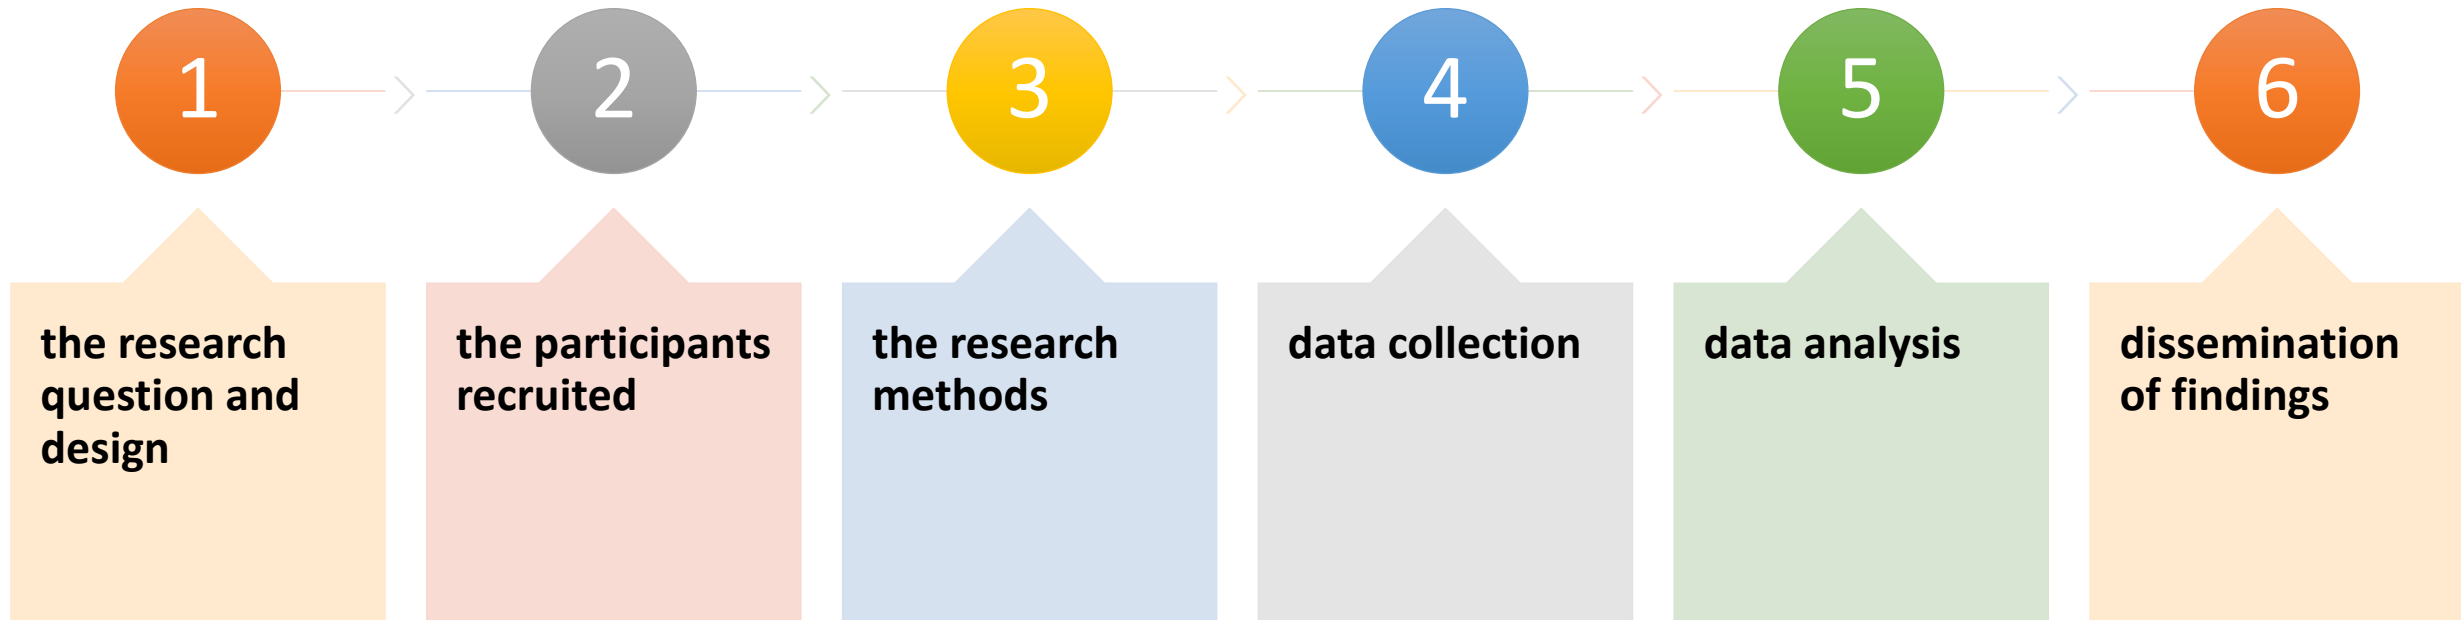 1
2
3
4
5
6
the research
question and
design
the participants
recruited
the research
methods
data collection
data analysis
dissemination
of findings